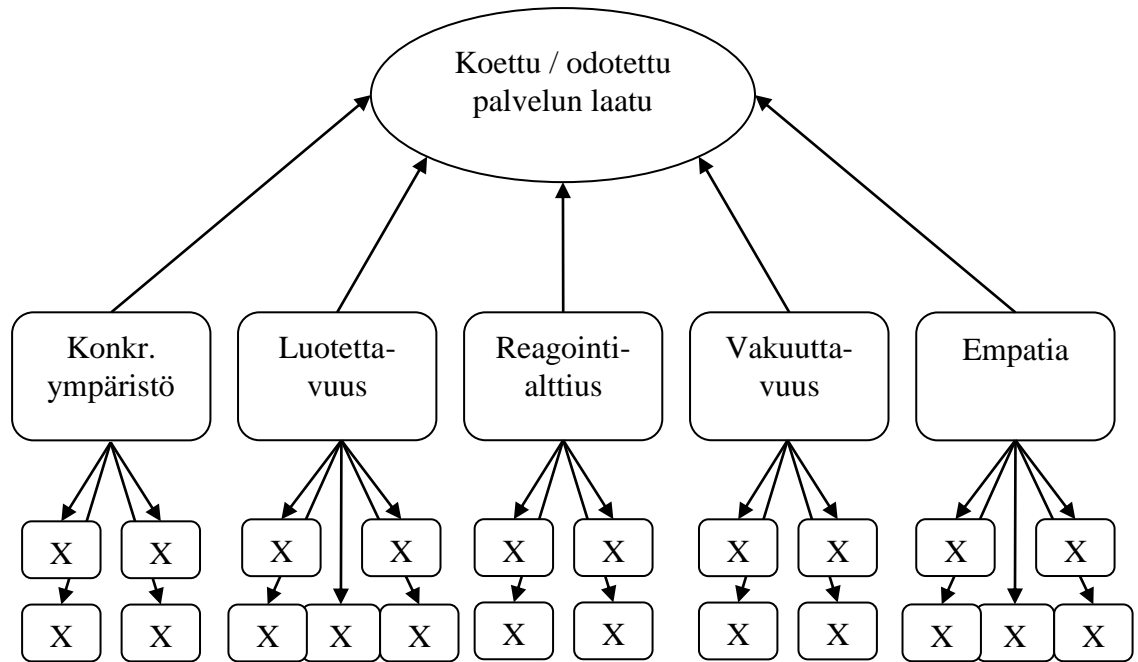 Koettu / odotettu
palvelun laatu
Konkr.
ympäristö
Luotetta-
vuus
Reagointi-
alttius
Vakuutta-
vuus
Empatia
X X X X X X X X X X
X X X X X X X X X X X X